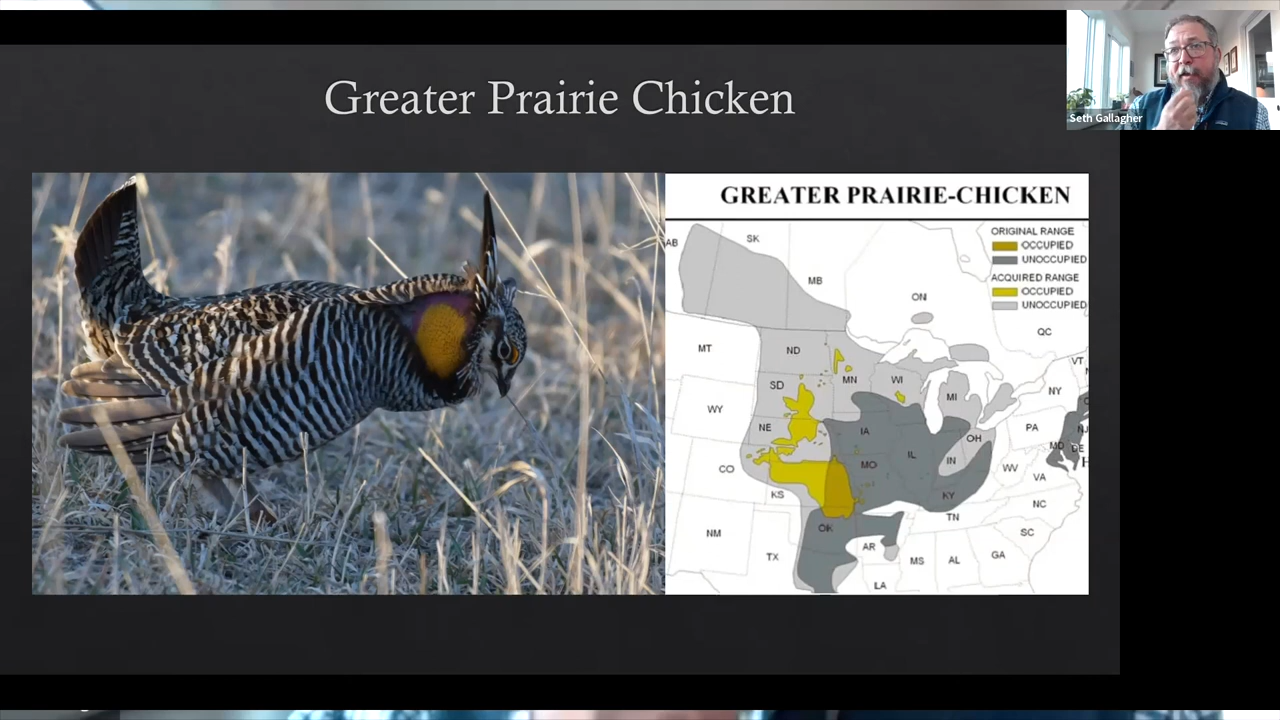 Greater Prairie Chicken
Seth Gallagher
GREATER PRAIRIE-CHICKEN
ORIGINAL RANGE
OCCUPIED
UNOCCUPIED
ACQUIRED RANGE
OCCUPIED
UNOCCUPIED
AB
SK
MB
ON
QC
MT
ND
MN
WI
MI
VT
NY
SD
WY
NE
IA
PA
OH
NJ
MD
DE
IL
IN
CO
MO
WV
VA
KS
KY
NC
TN
OK
NM
SC
TX
AR
MS
AL
GA
LA